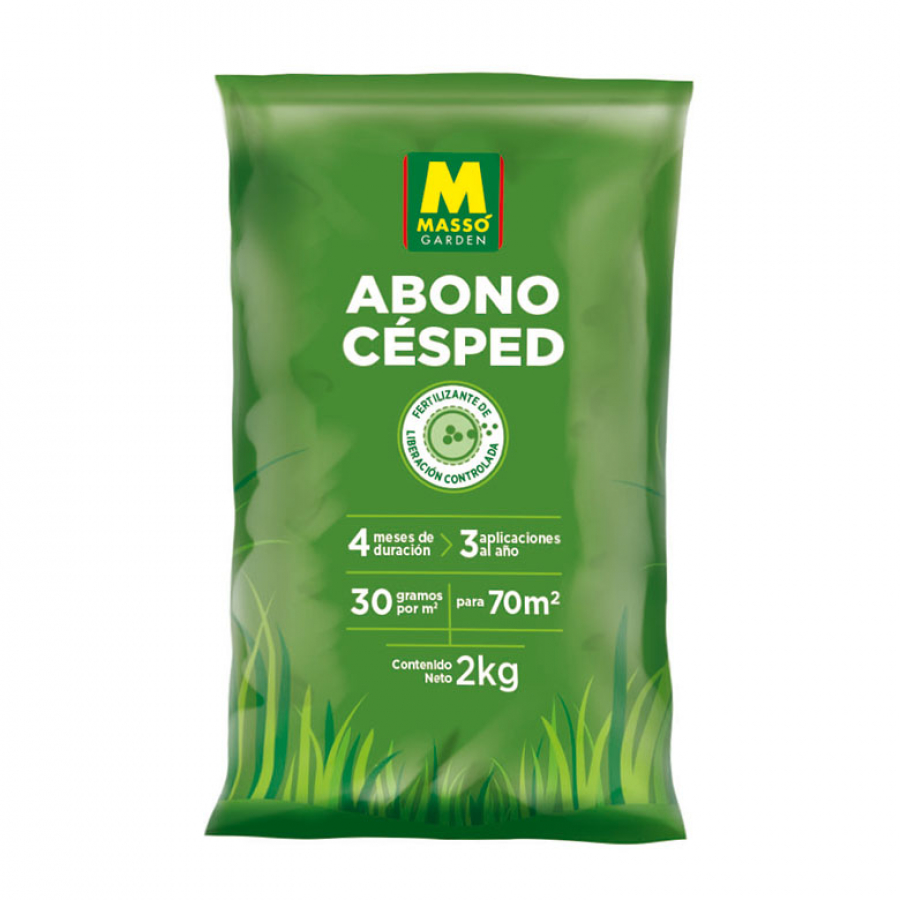 M
MASSÓ
GARDEN
ABONO
CÉSPED
FERTILIZANTE DE
LIBERACIÓN CONTROLADA
4 meses de duración > 3 aplicaciones al año
30 gramos por m² para 70m²
Contenido Neto 2kg